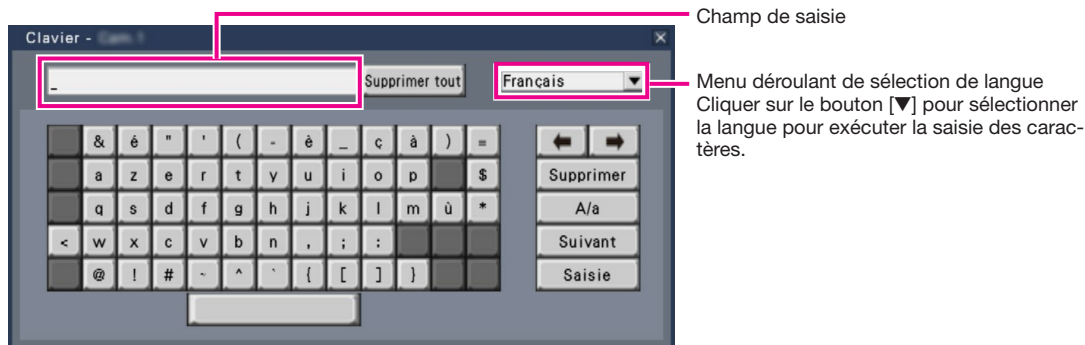 Champ de saisie
Clavier -
_
Supprimer tout
Français ▼
Menu déroulant de sélection de langue
Cliquer sur le bouton [▼] pour sélectionner
la langue pour exécuter la saisie des carac-
tères.
& é " ' ( - è _ ç à ) =
a z e r t y u i o p $
Supprimer
q s d f g h j k l m ù *
A/a
< w x c v b n , ; :
Suivant
@ ! # ~ ^ ` { [ ] }
Saisie